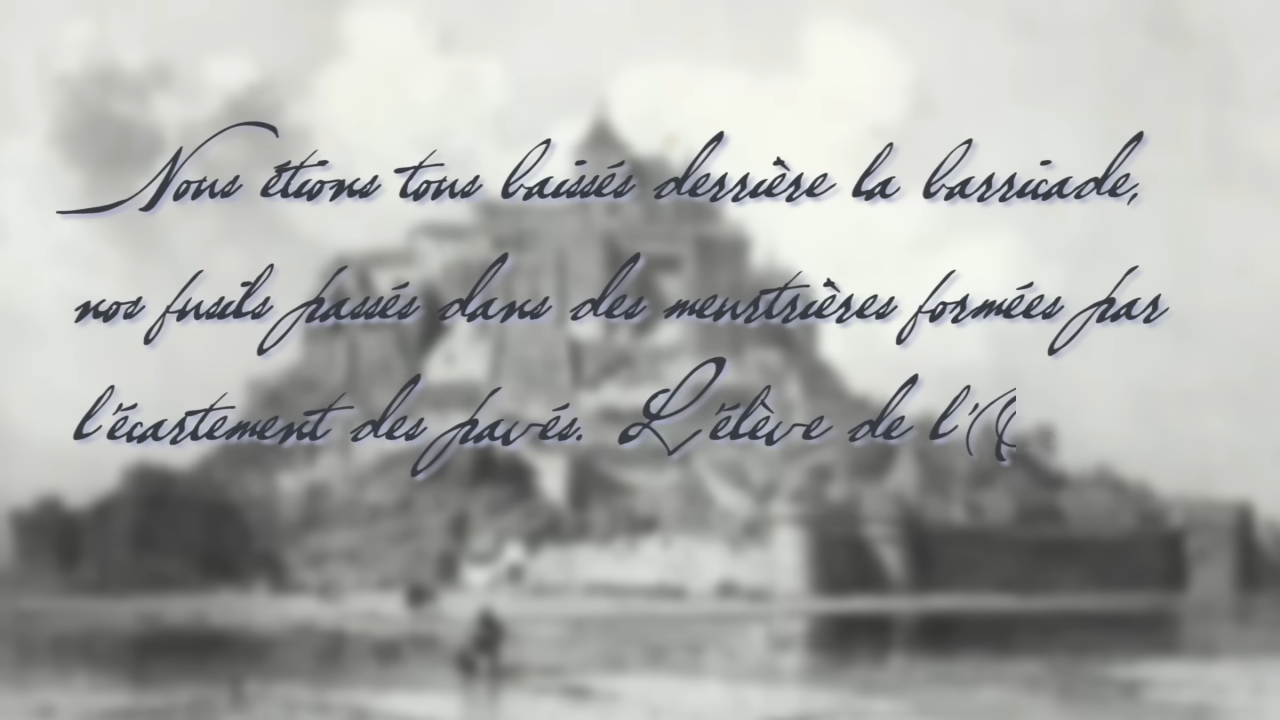 Nous étions tous baissés derrière la barricade,
nos fusils passés dans des meurtrières formées par
l'écartement des pavés. L'élève de l'